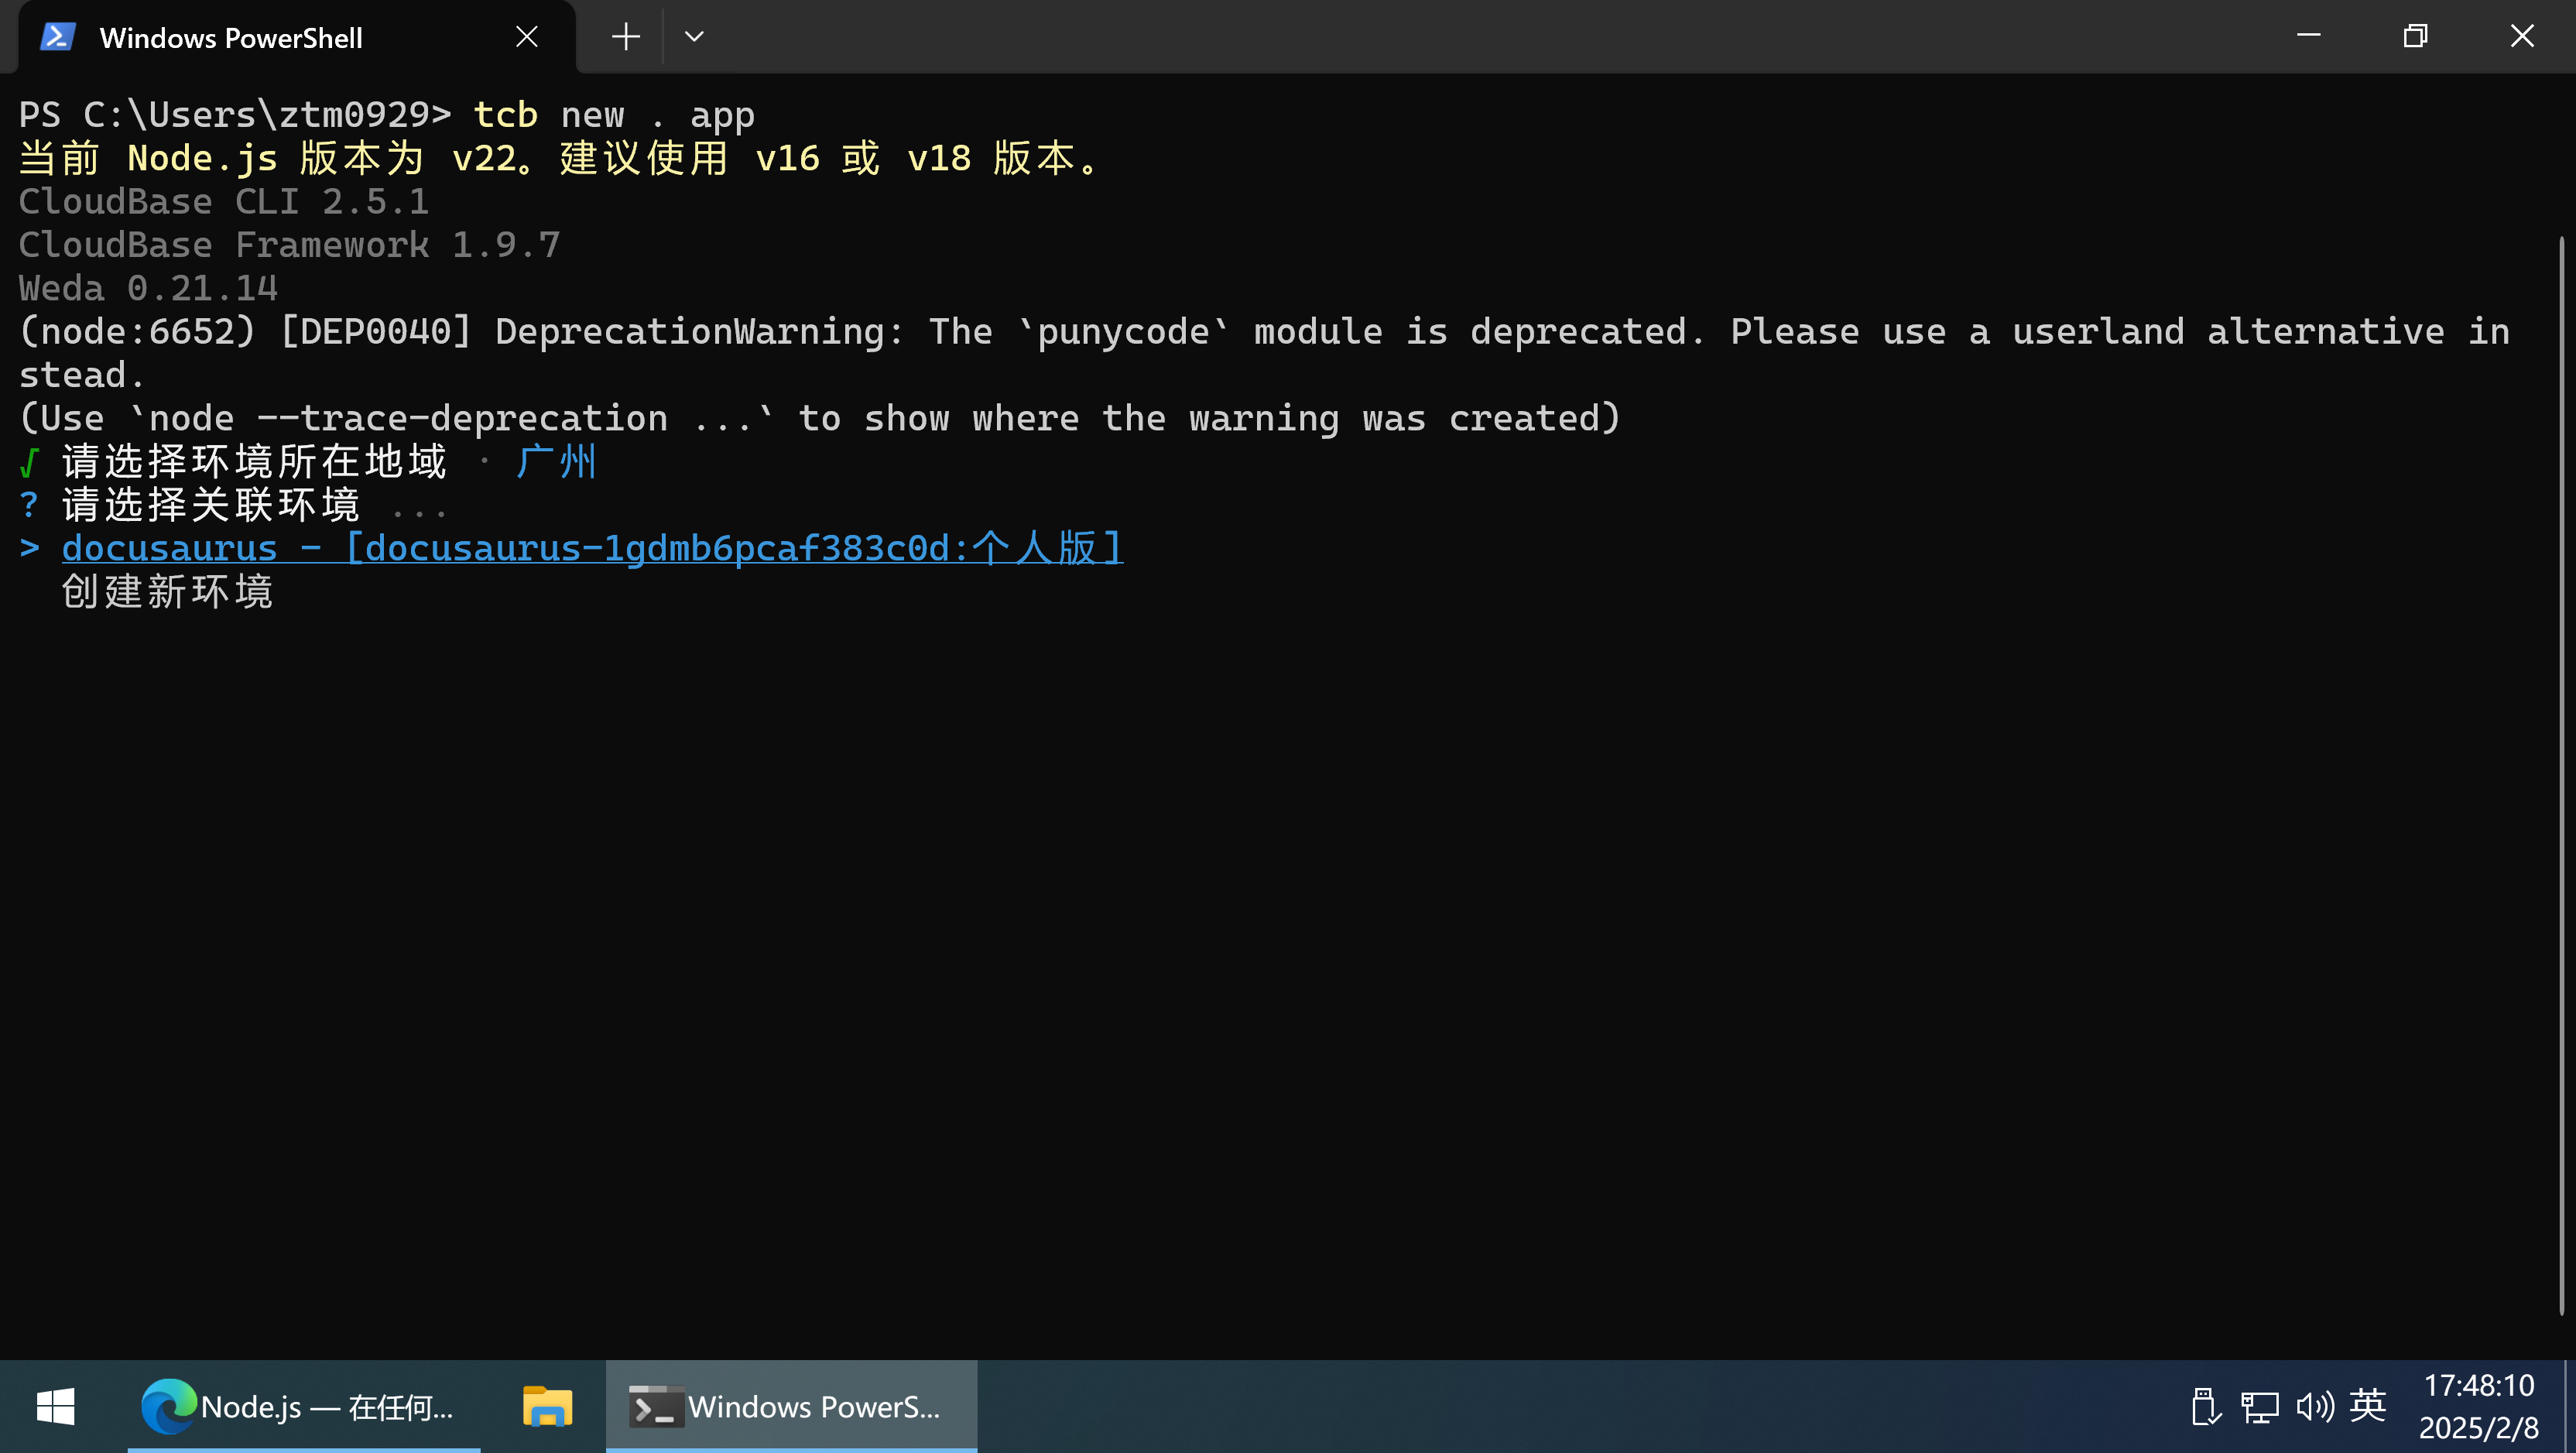 Windows PowerShell
PS C:\Users\ztm0929> tcb new . app
当前 Node.js 版本为 v22。建议使用 v16 或 v18 版本。
CloudBase CLI 2.5.1
CloudBase Framework 1.9.7
Weda 0.21.14
(node:6652) [DEP0040] DeprecationWarning: The `punycode` module is deprecated. Please use a userland alternative in
stead.
(Use `node --trace-deprecation ...` to show where the warning was created)
√ 请选择环境所在地域 · 广州
? 请选择关联环境 ...
> docusaurus - [docusaurus-1gdmb6pcaf383c0d:个人版]
创建新环境
Node.js — 在任何...
Windows PowerS...
英
17:48:10
2025/2/8